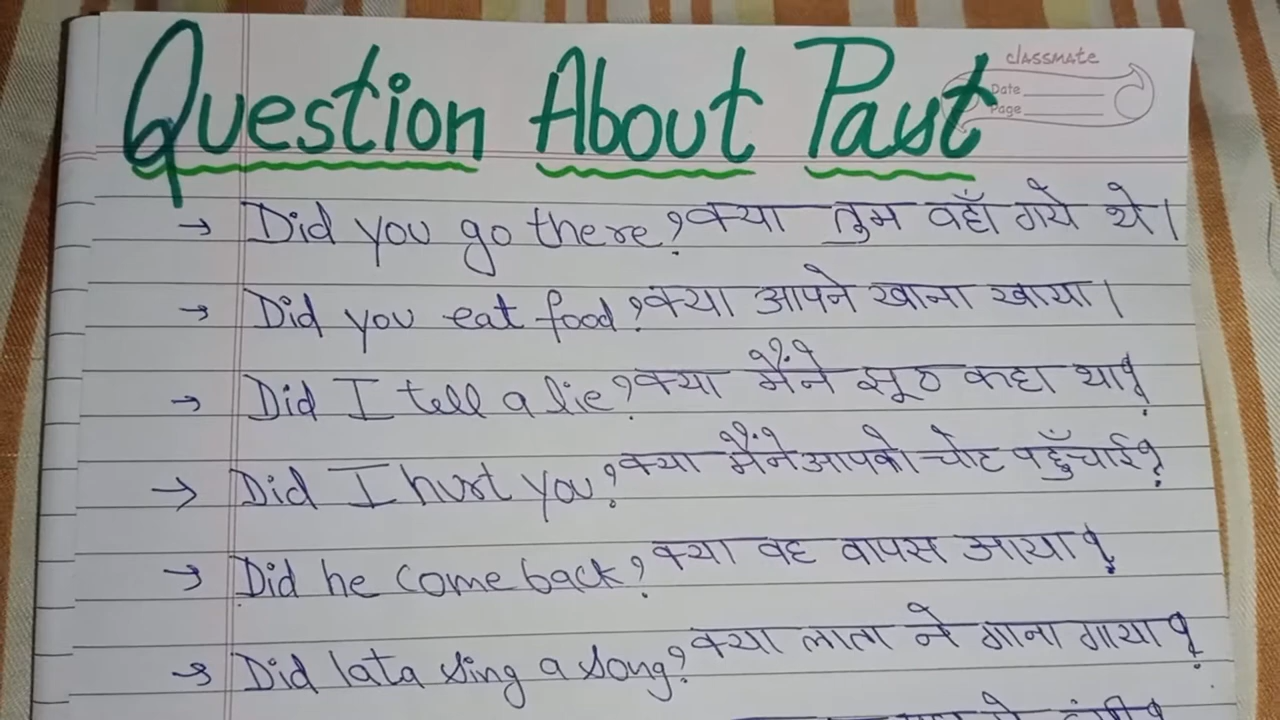 Question About Past
classmate
Date
Page
→ Did you go there? क्या तुम वहाँ गये थे।
→ Did you eat food? क्या आपने खाना खाया।
→ Did I tell a lie? क्या मैंने झूठ कहा था?
→ Did I hurt you? क्या मैंने आपको चोट पहुँचाई?
→ Did he come back? क्या वह वापस आया?
→ Did lata sing a song? क्या लाता ने गाना गाया?